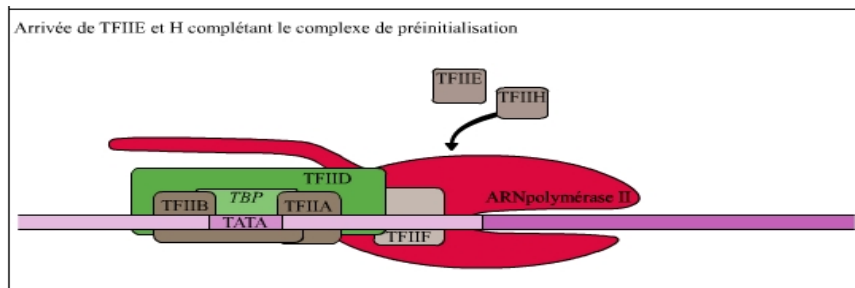 Arrivée de TFIIE et H complétant le complexe de préinitialisation
TFIIE
TFIIH
TFIID
TBP
ARNpolymérase II
TFIIB
TFIIA
TATA
TFIIF